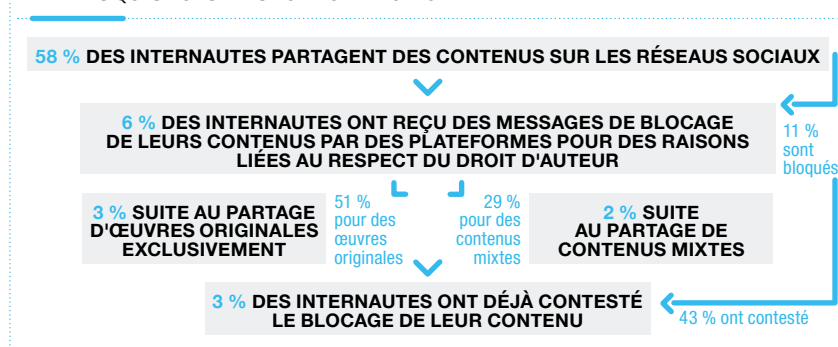 58 % DES INTERNAUTES PARTAGENT DES CONTENUS SUR LES RÉSEAUS SOCIAUX
6 % DES INTERNAUTES ONT REÇU DES MESSAGES DE BLOCAGE
DE LEURS CONTENUS PAR DES PLATEFORMES POUR DES RAISONS
LIÉES AU RESPECT DU DROIT D'AUTEUR
11 %
sont
bloqués
3 % SUITE AU PARTAGE
D'ŒUVRES ORIGINALES
EXCLUSIVEMENT
51 %
pour des
œuvres
originales
29 %
pour des
contenus
mixtes
2 % SUITE
AU PARTAGE DE
CONTENUS MIXTES
3 % DES INTERNAUTES ONT DÉJÀ CONTESTÉ
LE BLOCAGE DE LEUR CONTENU
43 % ont contesté